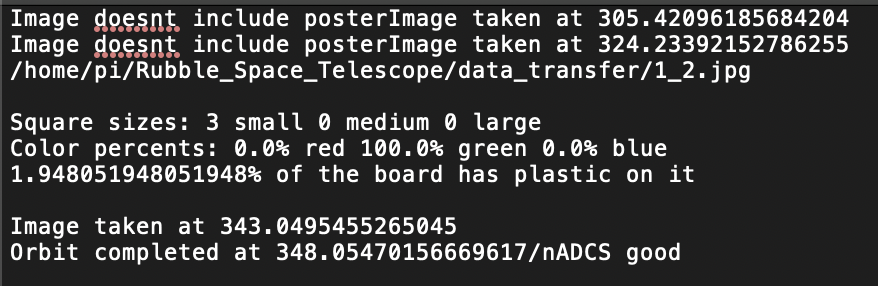 Image doesnt include posterImage taken at 305.42096185684204
Image doesnt include posterImage taken at 324.23392152786255
/home/pi/Rubble_Space_Telescope/data_transfer/1_2.jpg
Square sizes: 3 small 0 medium 0 large
Color percents: 0.0% red 100.0% green 0.0% blue
1.948051948051948% of the board has plastic on it
Image taken at 343.0495455265045
Orbit completed at 348.05470156669617/nADCS good